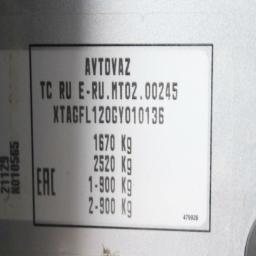 AVTOVAZ
TC RU E-RU.MT02.00245
XTAGFL120GY010136
1670 Kg
2520 Kg
1-900 Kg
2-900 Kg
EAC
21129
N010565